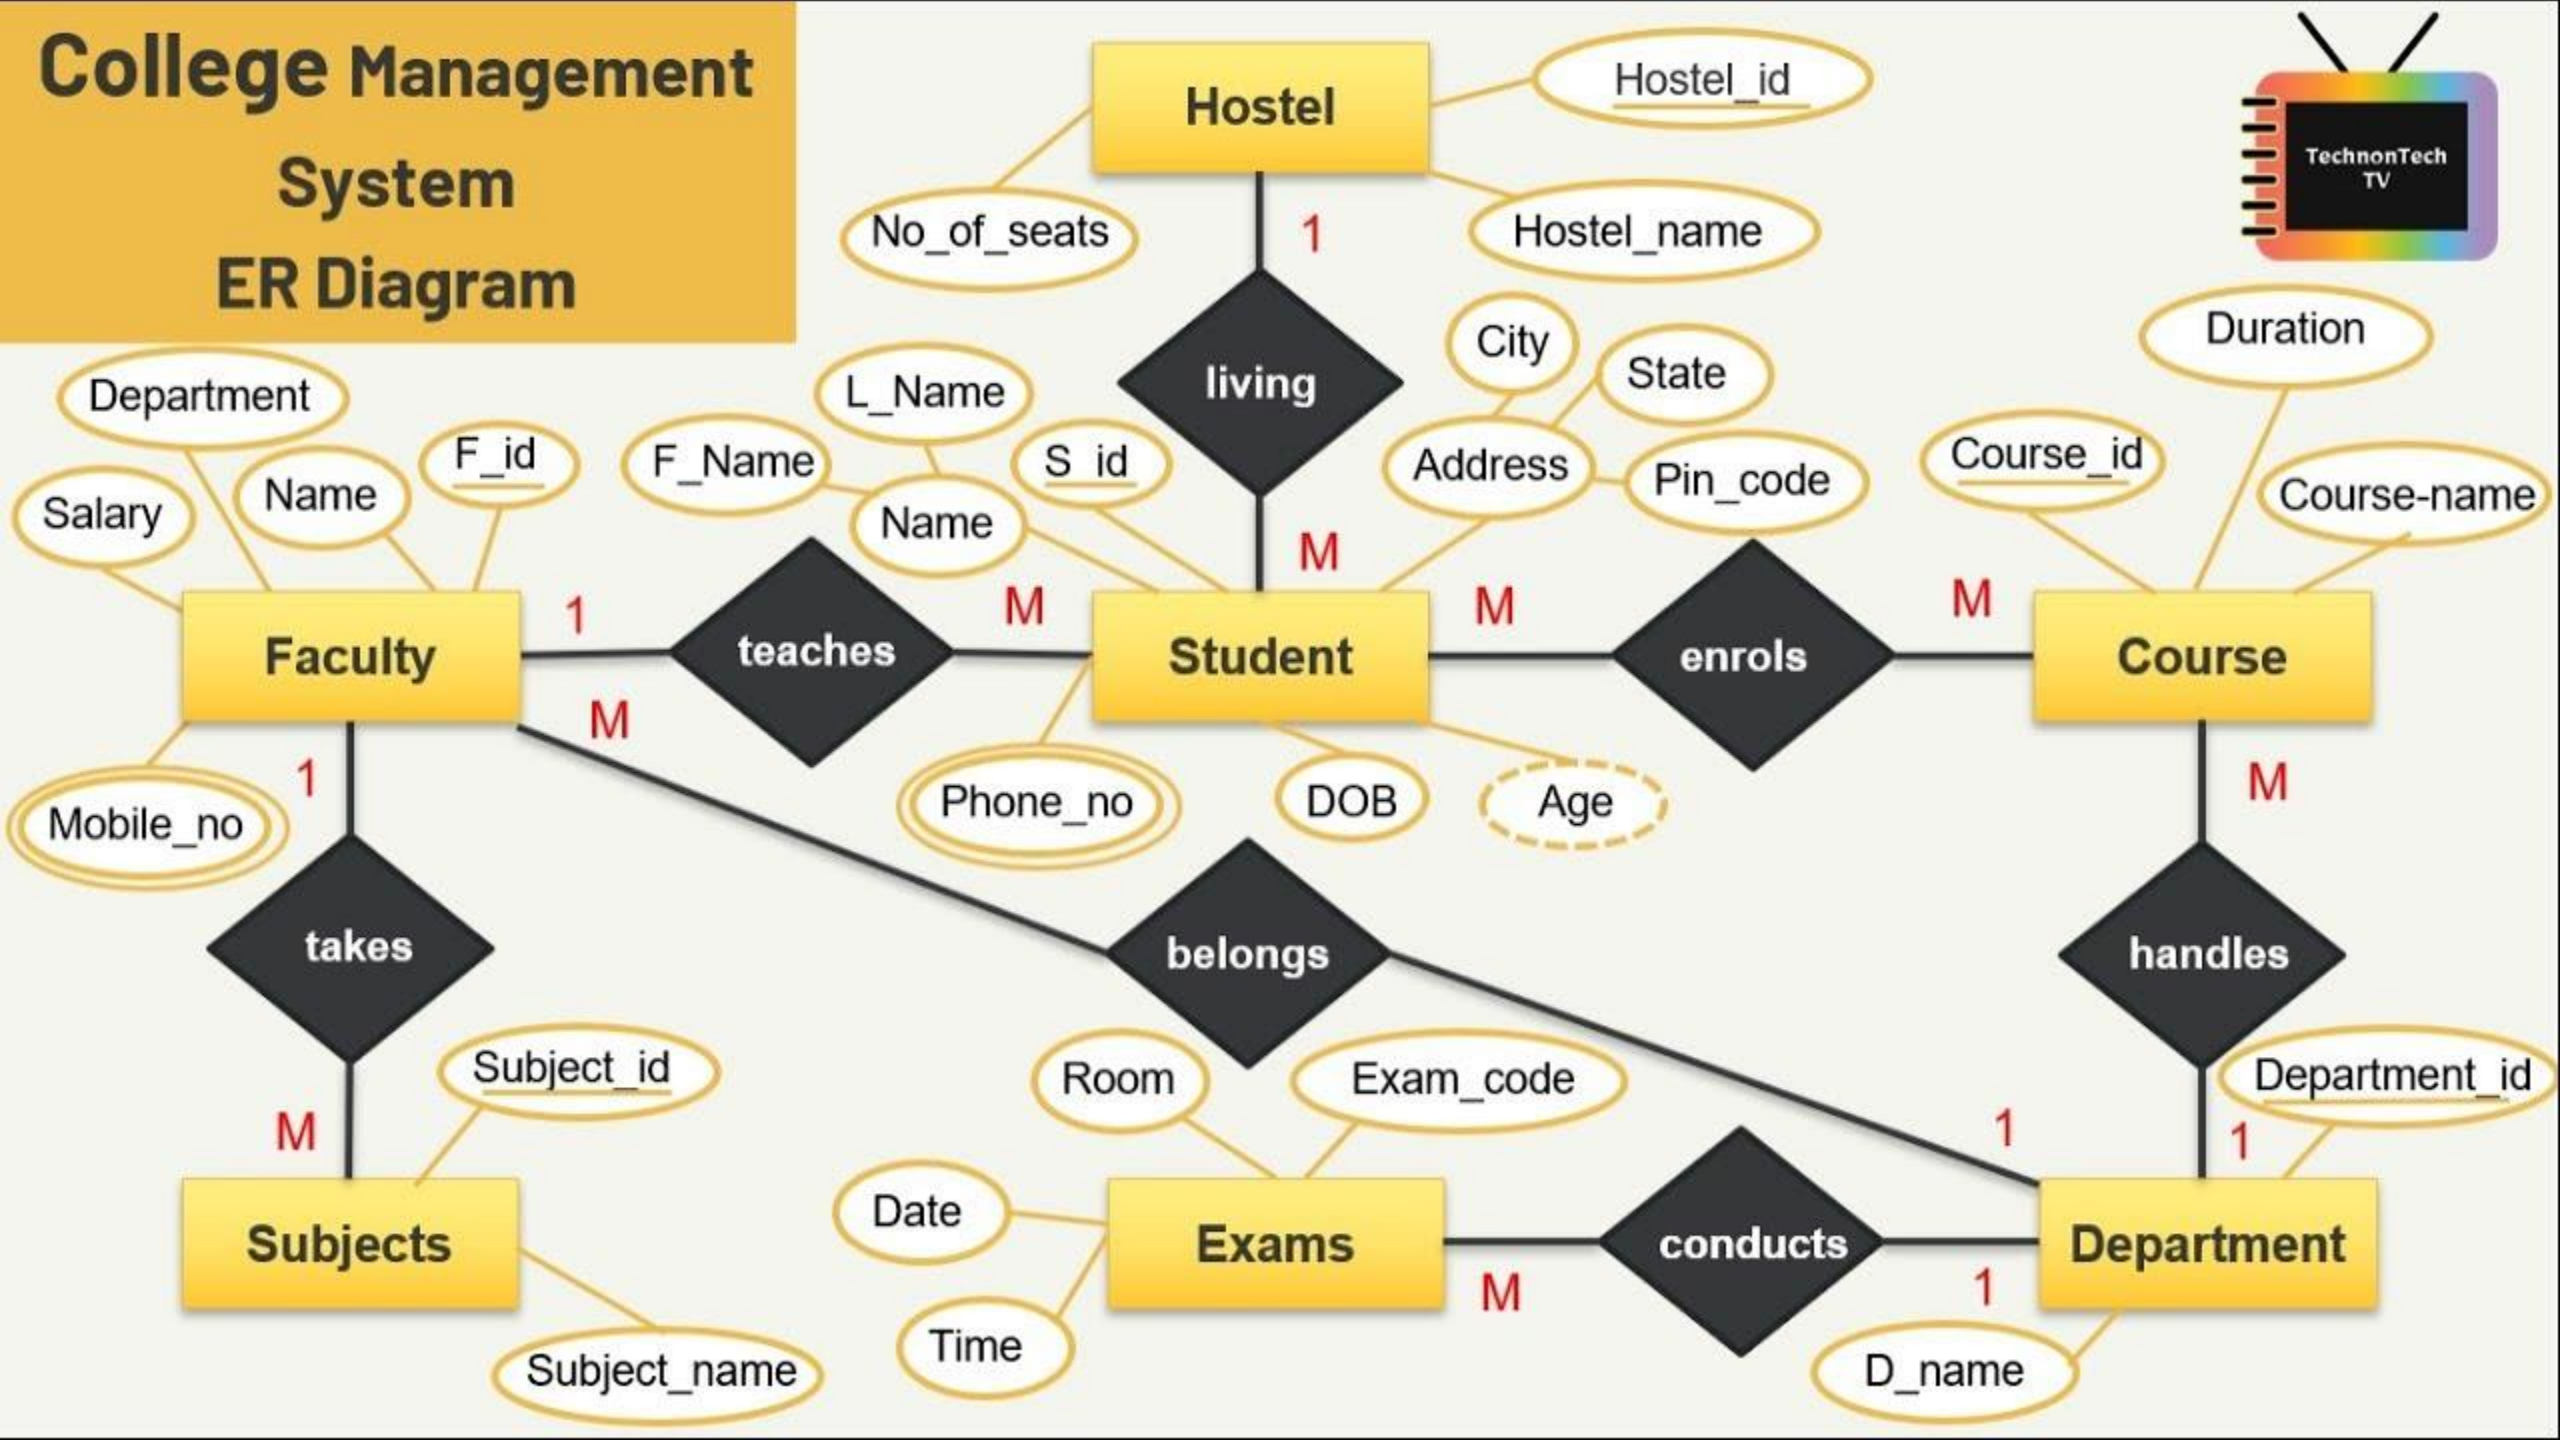 College Management
System
ER Diagram
Hostel
Hostel_id
No_of_seats
Hostel_name
1
TechnonTech
TV
living
City
State
Address
Pin_code
L_Name
F_Name
Name
S_id
Department
Salary
Name
F_id
Duration
Course_id
Course-name
M
Faculty
1
teaches
M
Student
M
enrols
M
Course
M
1
Mobile_no
Phone_no
DOB
Age
M
takes
belongs
handles
Subject_id
M
Room
Exam_code
Department_id
1
1
Subjects
Date
Exams
conducts
Department
M
1
Time
Subject_name
D_name